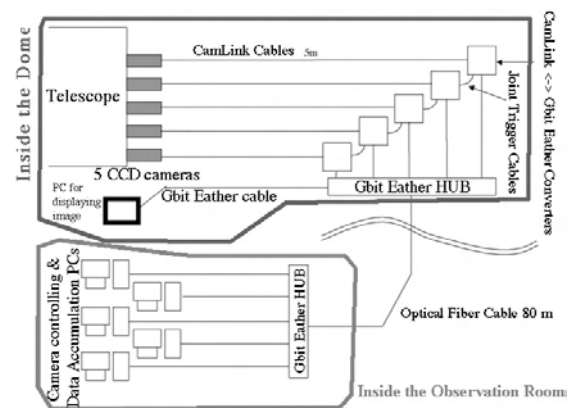 Inside the Dome
Telescope
CamLink Cables 5m
CamLink <-> Gbit Eather Converters
Joint Trigger Cables
5 CCD cameras
PC for
displaying
image
Gbit Eather cable
Gbit Eather HUB
Camera controlling &
Data Accumulation PCs
Gbit Eather HUB
Optical Fiber Cable 80 m
Inside the Observation Room